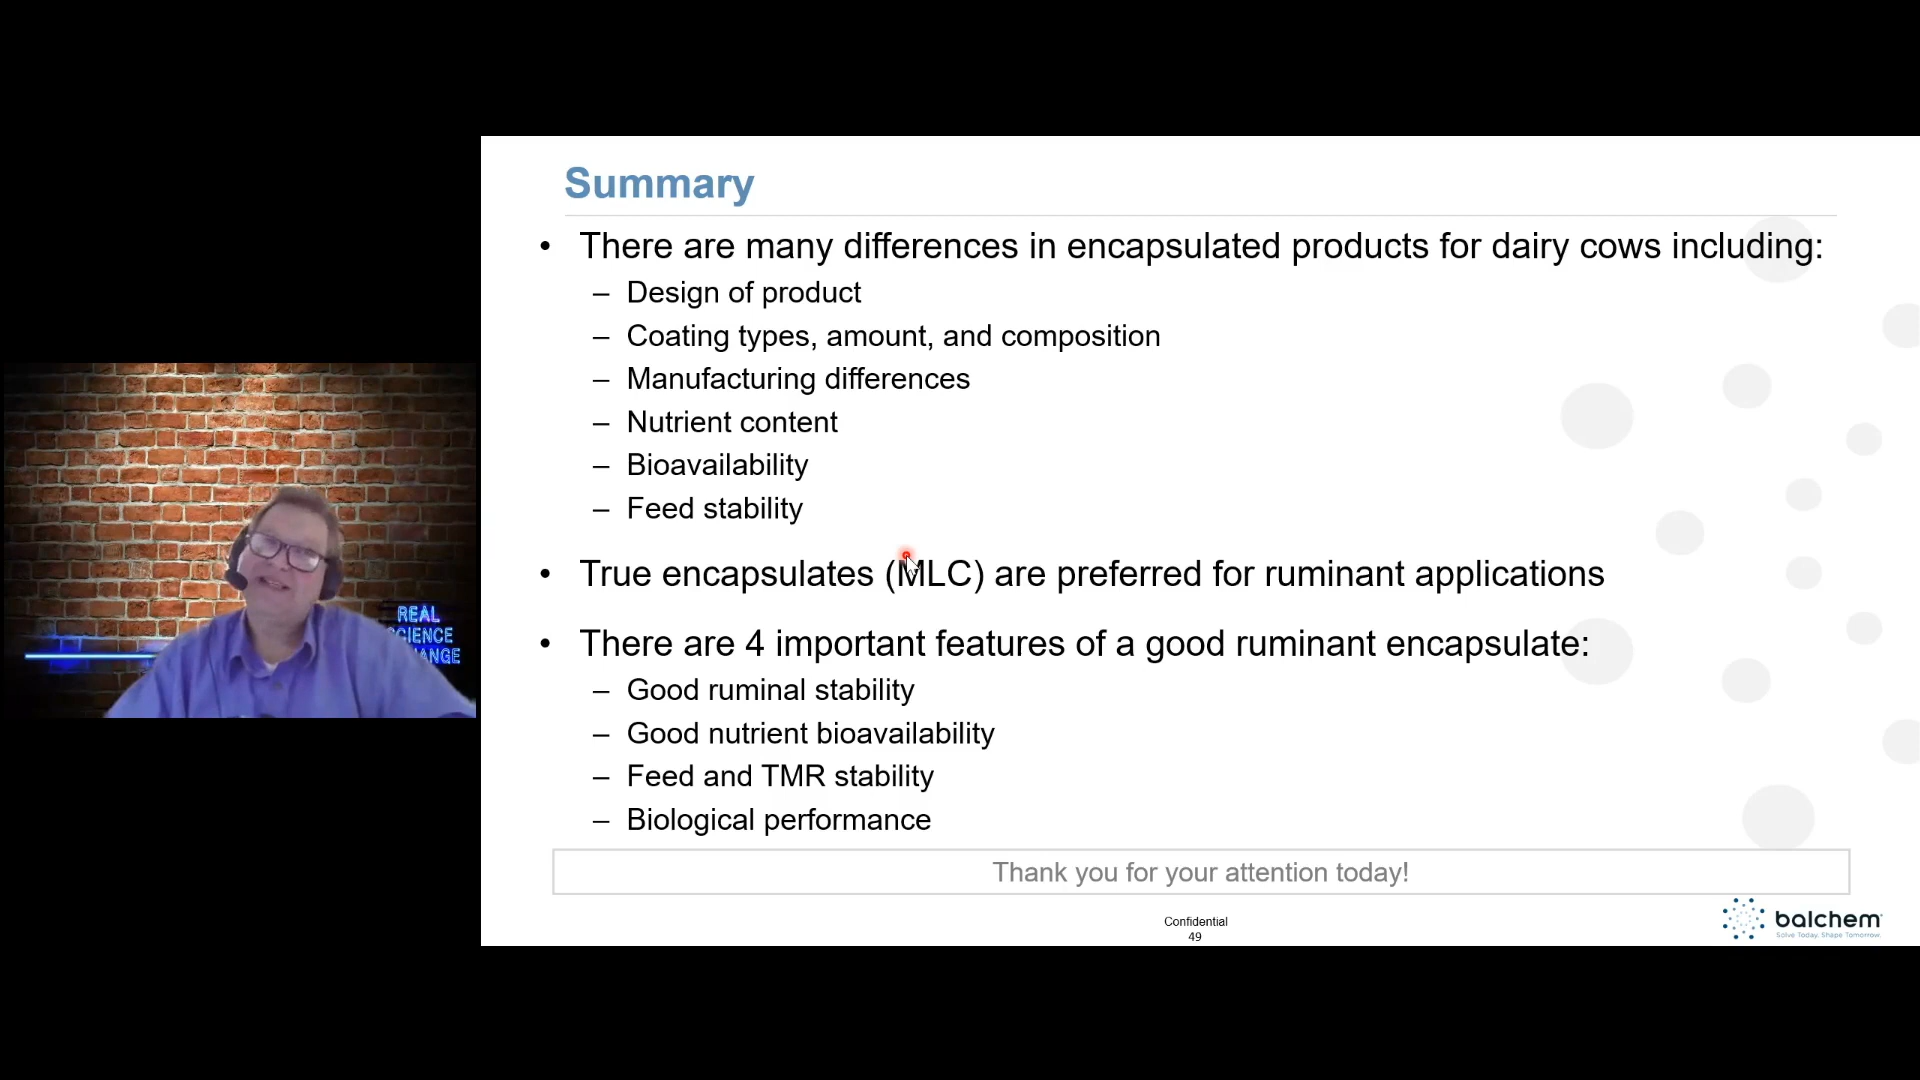 Summary
• There are many differences in encapsulated products for dairy cows including:
– Design of product
– Coating types, amount, and composition
– Manufacturing differences
– Nutrient content
– Bioavailability
– Feed stability
• True encapsulates (MLC) are preferred for ruminant applications
• There are 4 important features of a good ruminant encapsulate:
– Good ruminal stability
– Good nutrient bioavailability
– Feed and TMR stability
– Biological performance
Thank you for your attention today!
Confidential
49
balchem
Solve Today. Shape Tomorrow.
REAL
SCIENCE